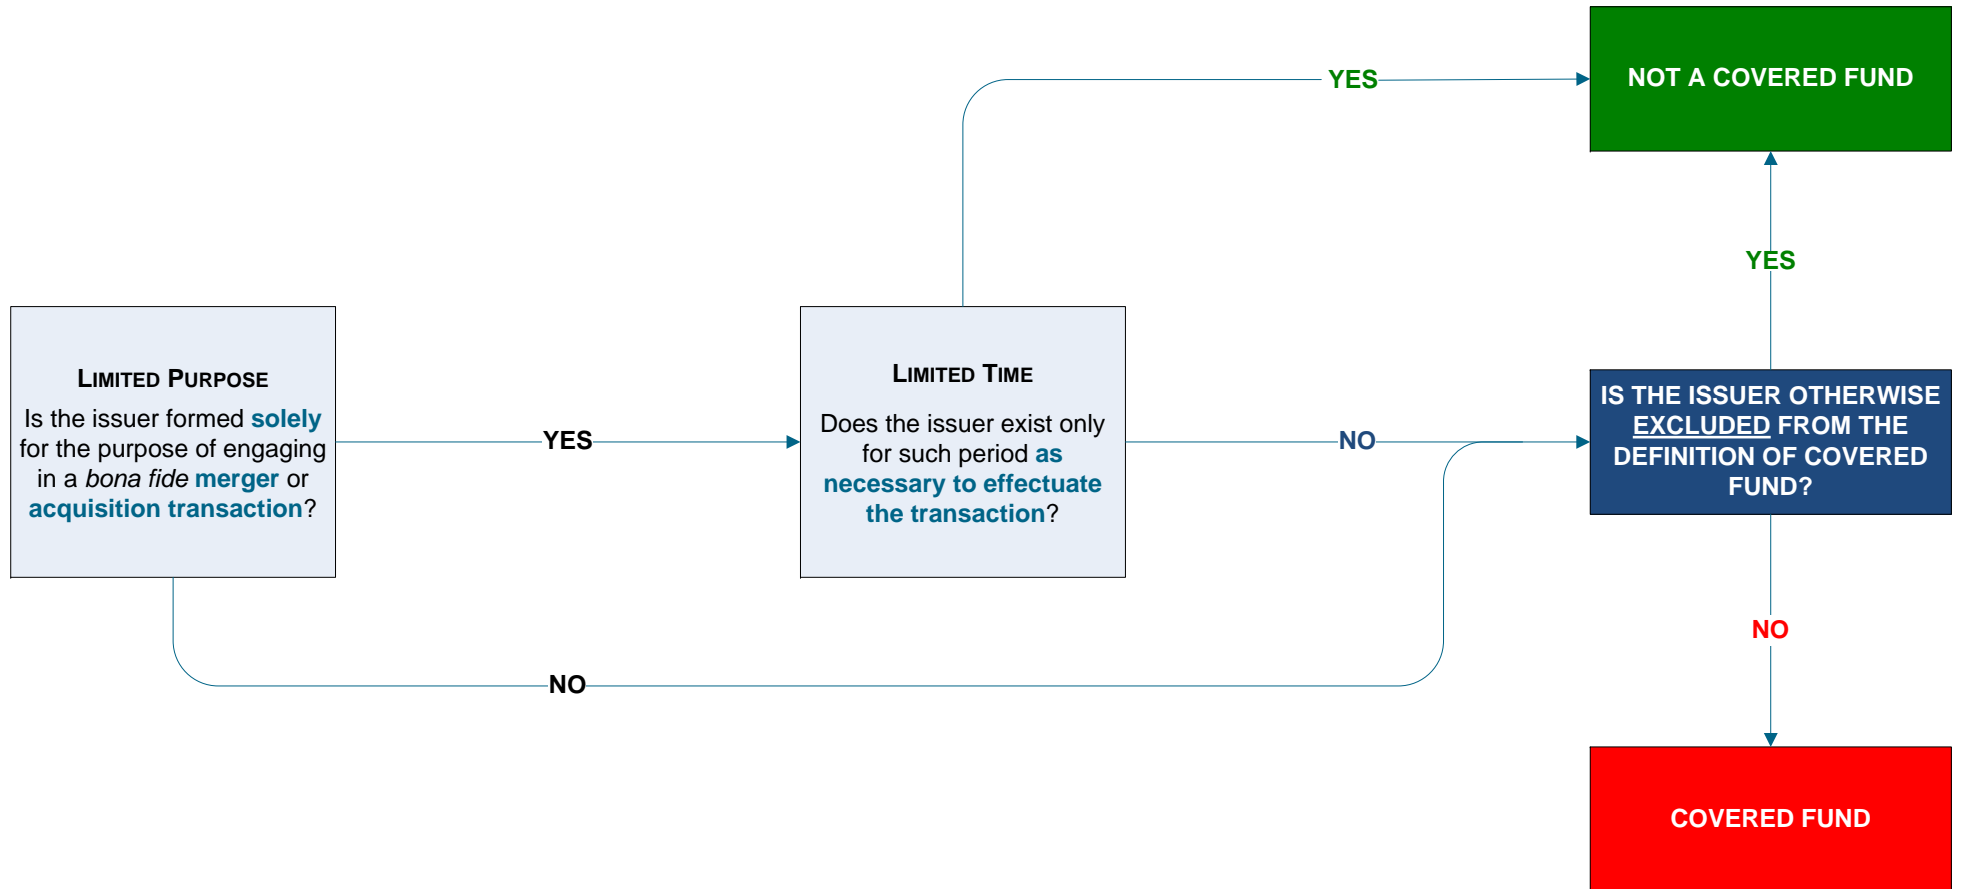 LIMITED PURPOSE
Is the issuer formed solely
for the purpose of engaging
in a bona fide merger or
acquisition transaction?
YES
NO
LIMITED TIME
Does the issuer exist only
for such period as
necessary to effectuate
the transaction?
YES
NO
NOT A COVERED FUND
YES
IS THE ISSUER OTHERWISE
EXCLUDED FROM THE
DEFINITION OF COVERED
FUND?
NO
COVERED FUND